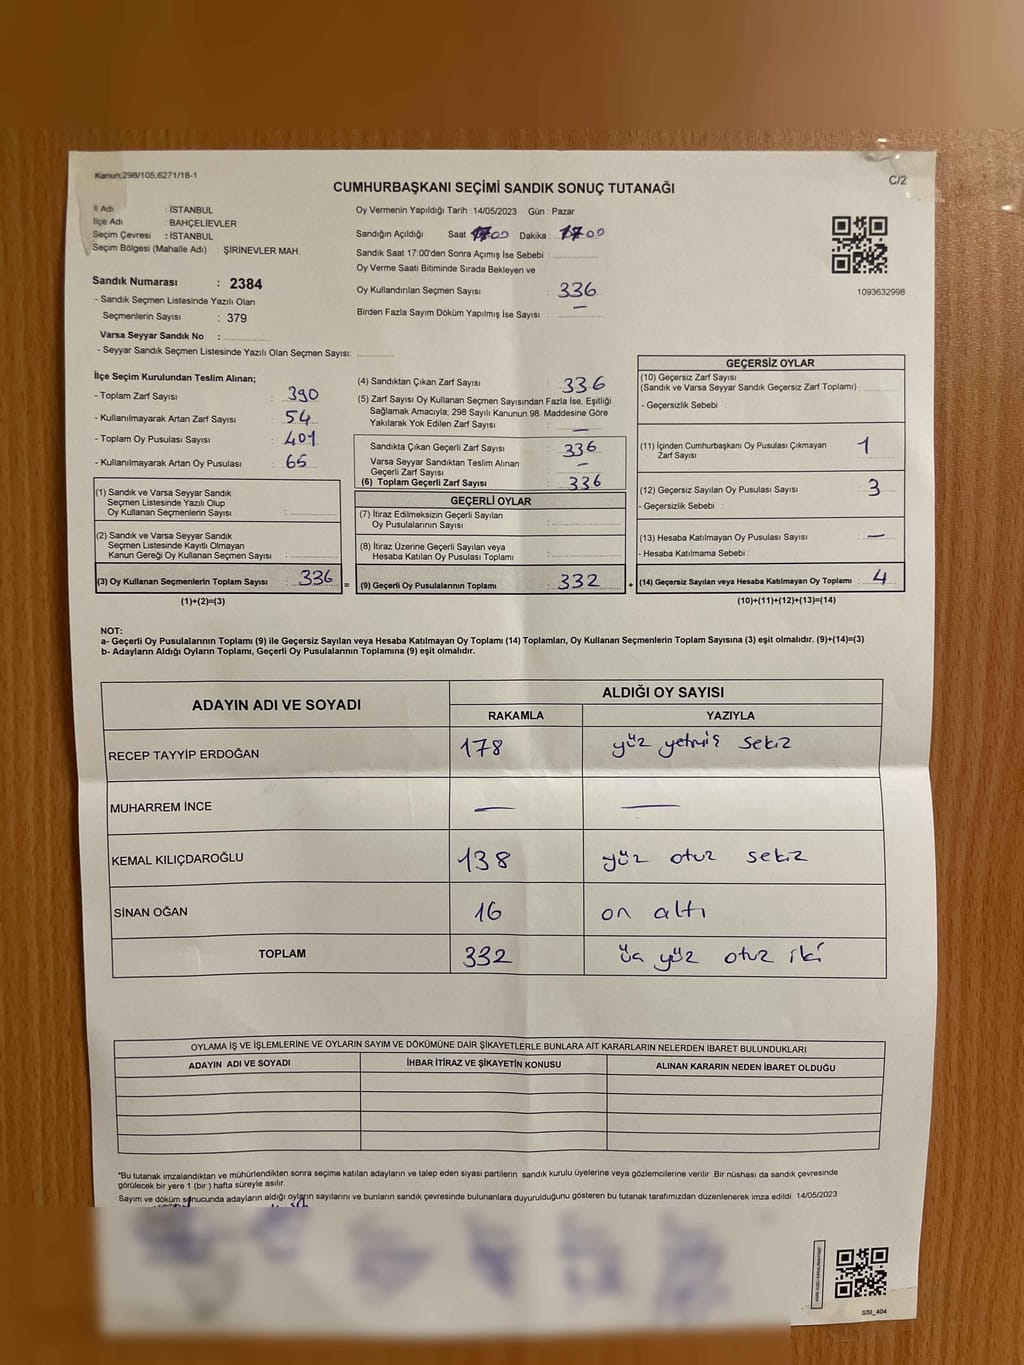 Kanun:298/105;6271/18-1
C/2
CUMHURBAŞKANI SEÇİMİ SANDIK SONUÇ TUTANAĞI
İl Adı : İSTANBUL
İlçe Adı : BAHÇELİEVLER
Seçim Çevresi : İSTANBUL
Seçim Bölgesi (Mahalle Adı) : ŞİRİNEVLER MAH.
Oy Vermenin Yapıldığı Tarih :14/05/2023 Gün : Pazar
Sandığın Açıldığı Saat 17:00 Dakika :
Sandık Saat 17:00'den Sonra Açımış İse Sebebi :
Oy Verme Saati Bitiminde Sırada Bekleyen ve
Oy Kullandırılan Seçmen Sayısı : 336
Birden Fazla Sayım Döküm Yapılmış İse Sayısı : —
1093632998
Sandık Numarası : 2384
- Sandık Seçmen Listesinde Yazılı Olan
Seçmenlerin Sayısı : 379
Varsa Seyyar Sandık No :
- Seyyar Sandık Seçmen Listesinde Yazılı Olan Seçmen Sayısı:
İlçe Seçim Kurulundan Teslim Alınan;
- Toplam Zarf Sayısı : 390
- Kullanılmayarak Artan Zarf Sayısı : 54
- Toplam Oy Pusulası Sayısı : 401
- Kullanılmayarak Artan Oy Pusulası : 65
(1) Sandık ve Varsa Seyyar Sandık
Seçmen Listesinde Yazılı Olup
Oy Kullanan Seçmenlerin Sayısı :
(2) Sandık ve Varsa Seyyar Sandık
Seçmen Listesinde Kayıtlı Olmayan
Kanun Gereği Oy Kullanan Seçmen Sayısı :
(3) Oy Kullanan Seçmenlerin Toplam Sayısı : 336 =
(1)+(2)=(3)
(4) Sandıktan Çıkan Zarf Sayısı : 336
(5) Zarf Sayısı Oy Kullanan Seçmen Sayısından Fazla İse, Eşitliği
Sağlamak Amacıyla; 298 Sayılı Kanunun 98. Maddesine Göre
Yakılarak Yok Edilen Zarf Sayısı : —
Sandıkta Çıkan Geçerli Zarf Sayısı : 336
Varsa Seyyar Sandıktan Teslim Alınan
Geçerli Zarf Sayısı : —
(6) Toplam Geçerli Zarf Sayısı : 336
GEÇERLİ OYLAR
(7) İtiraz Edilmeksizin Geçerli Sayılan
Oy Pusulalarının Sayısı :
(8) İtiraz Üzerine Geçerli Sayılan veya
Hesaba Katılan Oy Pusulası Toplamı :
(9) Geçerli Oy Pusulalarının Toplamı : 332 +
GEÇERSİZ OYLAR
(10) Geçersiz Zarf Sayısı
(Sandık ve Varsa Seyyar Sandık Geçersiz Zarf Toplamı) :
- Geçersizlik Sebebi :
(11) İçinden Cumhurbaşkanı Oy Pusulası Çıkmayan
Zarf Sayısı : 1
(12) Geçersiz Sayılan Oy Pusulası Sayısı : 3
- Geçersizlik Sebebi :
(13) Hesaba Katılmayan Oy Pusulası Sayısı : —
- Hesaba Katılmama Sebebi :
(14) Geçersiz Sayılan veya Hesaba Katılmayan Oy Toplamı : 4
(10)+(11)+(12)+(13)=(14)
NOT:
a- Geçerli Oy Pusulalarının Toplamı (9) ile Geçersiz Sayılan veya Hesaba Katılmayan Oy Toplamı (14) Toplamları, Oy Kullanan Seçmenlerin Toplam Sayısına (3) eşit olmalıdır. (9)+(14)=(3)
b- Adayların Aldığı Oyların Toplamı, Geçerli Oy Pusulalarının Toplamına (9) eşit olmalıdır.
ADAYIN ADI VE SOYADI
ALDIĞI OY SAYISI
RAKAMLA YAZIYLA
RECEP TAYYİP ERDOĞAN 178 yüz yetmiş sekiz
MUHARREM İNCE — —
KEMAL KILIÇDAROĞLU 138 yüz otuz sekiz
SİNAN OĞAN 16 on altı
TOPLAM 332 üç yüz otuz iki
OYLAMA İŞ VE İŞLEMLERİNE VE OYLARIN SAYIM VE DÖKÜMÜNE DAİR ŞİKAYETLERLE BUNLARA AİT KARARLARIN NELERDEN İBARET BULUNDUKLARI
ADAYIN ADI VE SOYADI İHBAR İTİRAZ VE ŞİKAYETİN KONUSU ALINAN KARARIN NEDEN İBARET OLDUĞU
*Bu tutanak imzalandıktan ve mühürlendikten sonra seçime katılan adayların ve talep eden siyasi partilerin sandık kurulu üyelerine veya gözlemcilerine verilir .Bir nüshası da sandık çevresinde
görülecek bir yere 1 (bir ) hafta süreyle asılır.
Sayım ve döküm sonucunda adayların aldığı oyların sayılarını ve bunların sandık çevresinde bulunanlara duyurulduğunu gösteren bu tutanak tarafımızdan düzenlenerek imza edildi. 14/05/2023
SSI_404